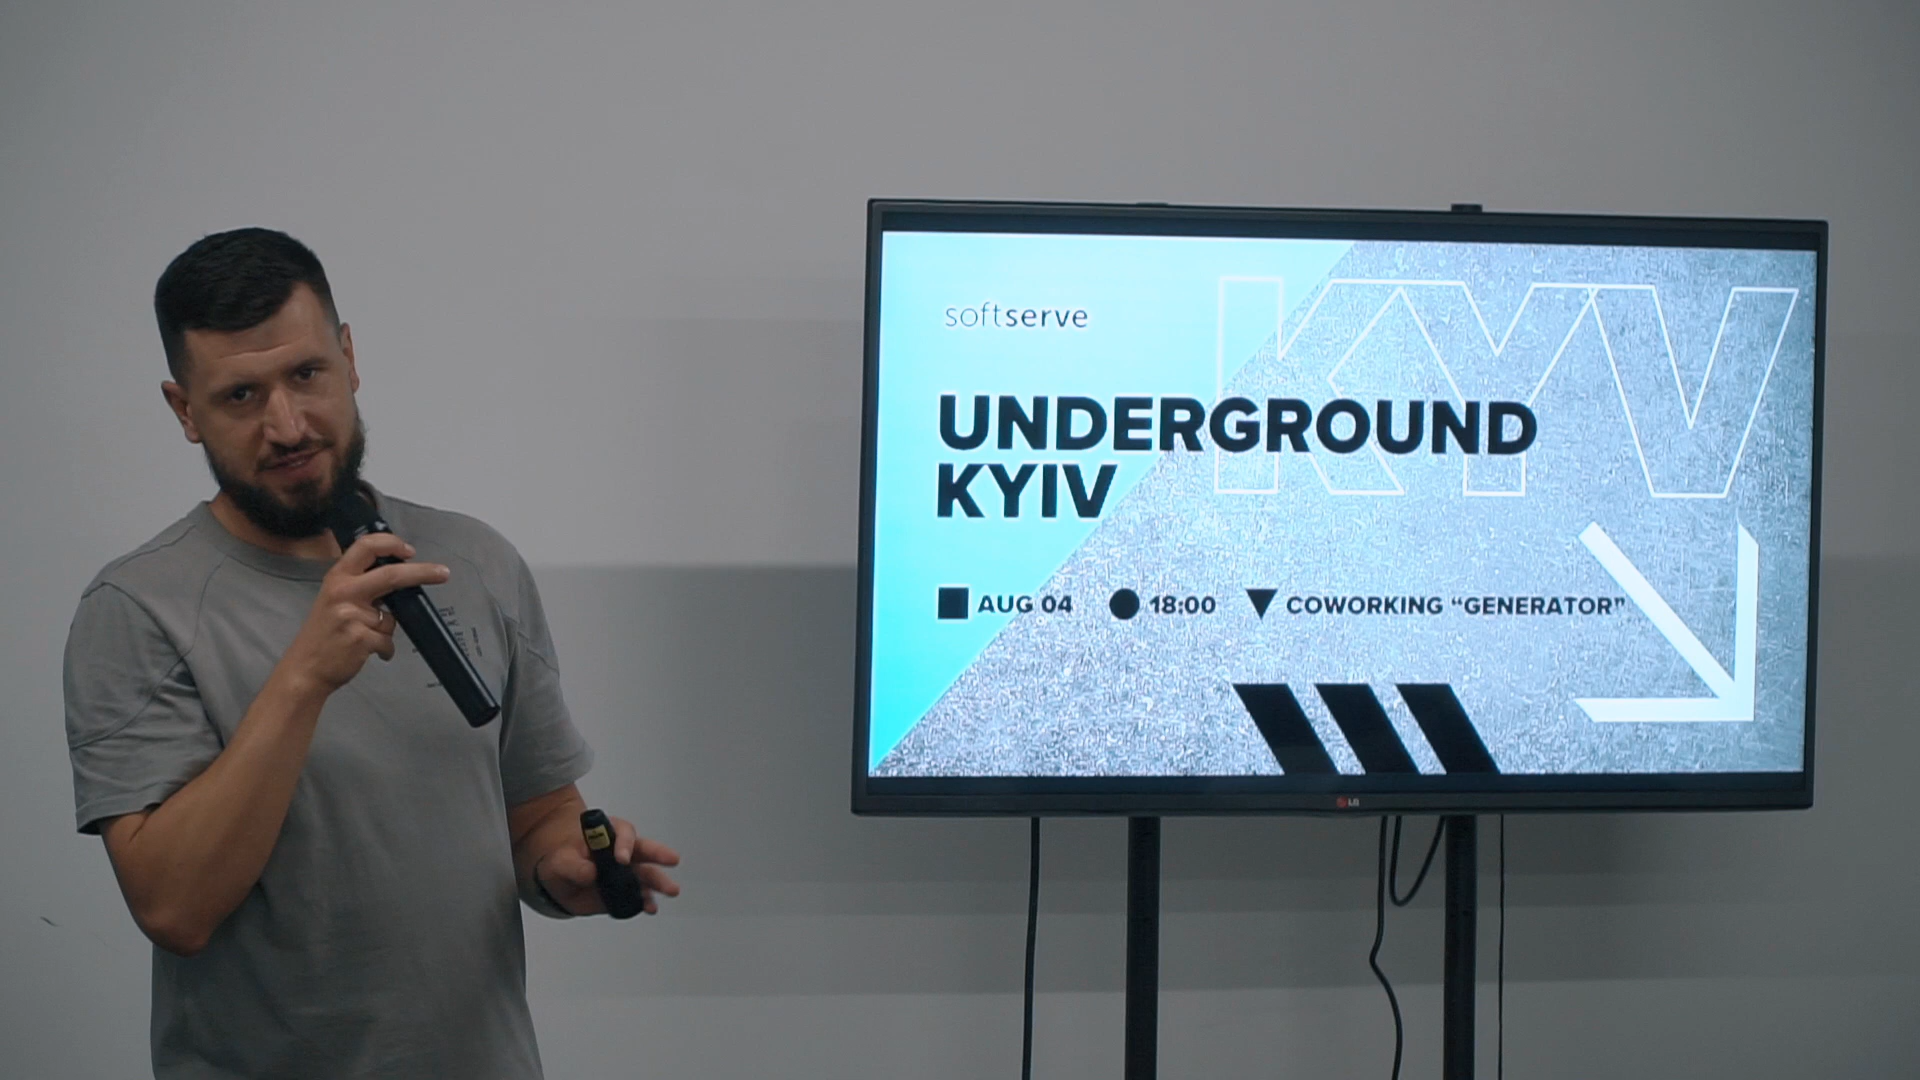 softserve
KYIV
UNDERGROUND
KYIV
AUG 04 18:00 COWORKING “GENERATOR”
LG